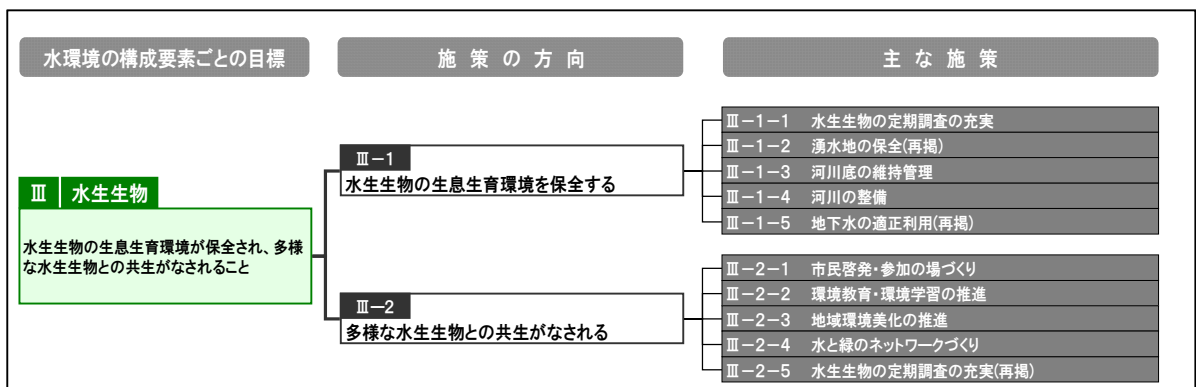 水環境の構成要素ごとの目標
施策の方向
主な施策
Ⅲ 水生生物
水生生物の生息生育環境が保全され、多様
な水生生物との共生がなされること
Ⅲ－1
水生生物の生息生育環境を保全する
Ⅲ－1－1 水生生物の定期調査の充実
Ⅲ－1－2 湧水地の保全(再掲)
Ⅲ－1－3 河川底の維持管理
Ⅲ－1－4 河川の整備
Ⅲ－1－5 地下水の適正利用(再掲)
Ⅲ－2
多様な水生生物との共生がなされる
Ⅲ－2－1 市民啓発・参加の場づくり
Ⅲ－2－2 環境教育・環境学習の推進
Ⅲ－2－3 地域環境美化の推進
Ⅲ－2－4 水と緑のネットワークづくり
Ⅲ－2－5 水生生物の定期調査の充実(再掲)